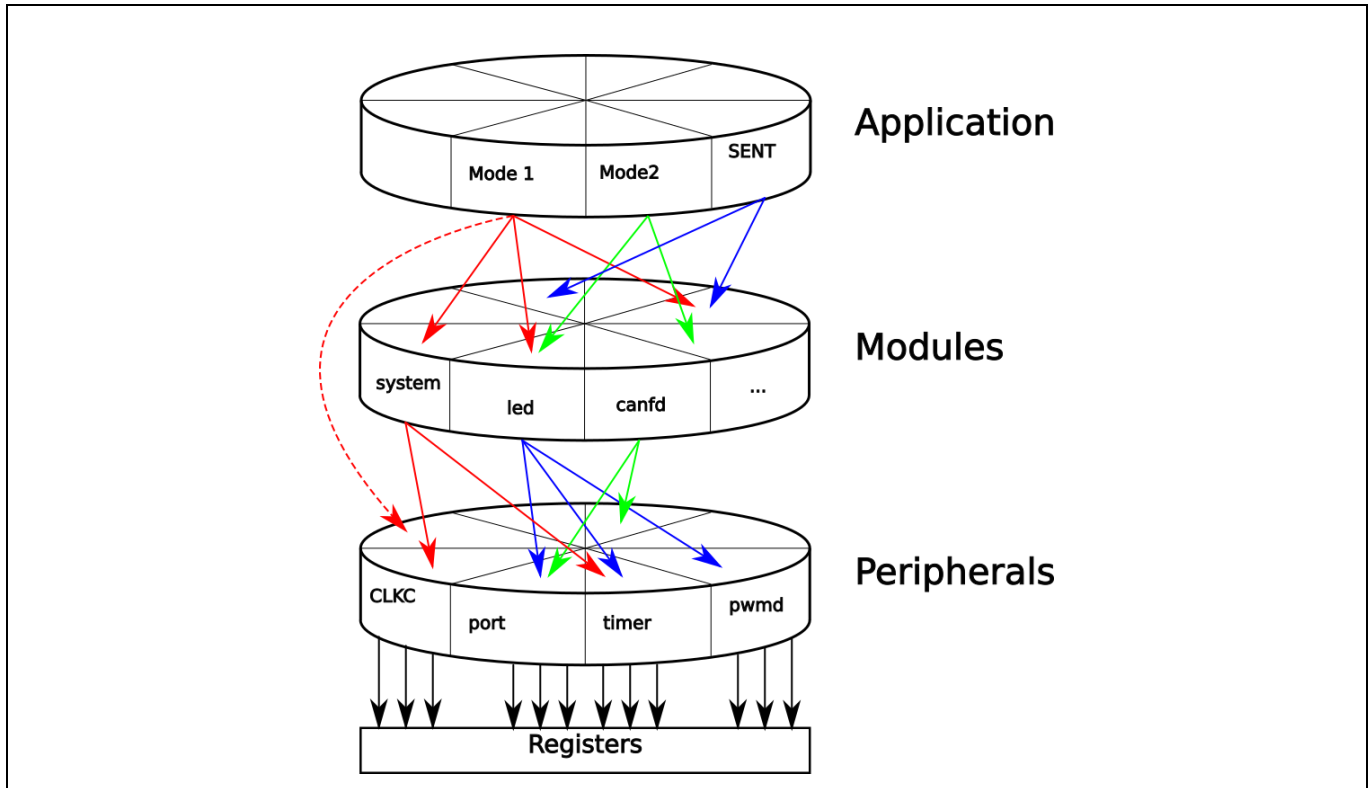 Application
SENT
Mode 1
Mode2
Modules
system
led
canfd
...
Peripherals
CLKC
port
timer
pwmd
Registers